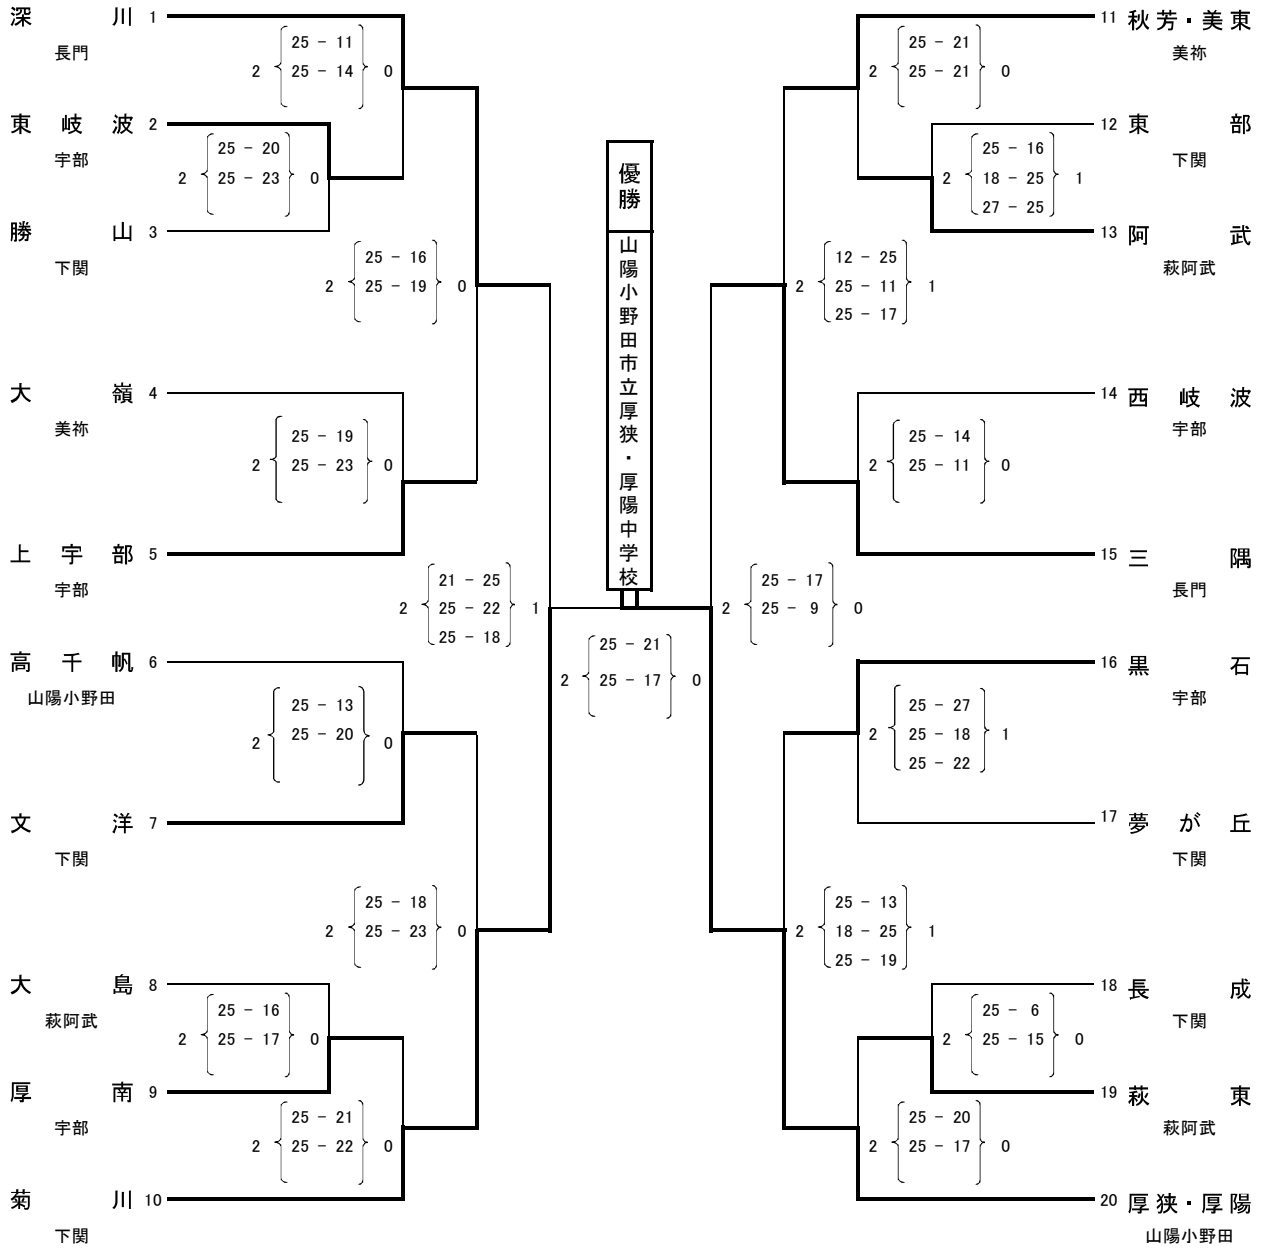 深川 1
長門
25 − 11
2 25 − 14 0
東岐波 2
宇部
25 − 20
2 25 − 23 0
勝山 3
下関
25 − 16
2 25 − 19 0
大嶺 4
美祢
25 − 19
2 25 − 23 0
上宇部 5
宇部
21 − 25
2 25 − 22 1
25 − 18
高千帆 6
山陽小野田
25 − 13
25 − 20
2 0
文洋 7
下関
25 − 18
2 25 − 23 0
大島 8
萩阿武
25 − 16
2 25 − 17 0
厚南 9
宇部
25 − 21
2 25 − 22 0
菊川 10
下関
優勝
山陽小野田市立厚狭・厚陽中学校
25 − 21
2 25 − 17 0
11 秋芳・美東
美祢
25 − 21
2 25 − 21 0
12 東部
下関
25 − 16
2 18 − 25 1
27 − 25
13 阿武
萩阿武
12 − 25
2 25 − 11 1
25 − 17
14 西岐波
宇部
25 − 14
2 25 − 11 0
15 三隅
長門
25 − 17
2 25 − 9 0
16 黒石
宇部
25 − 27
2 25 − 18 1
25 − 22
17 夢が丘
下関
25 − 13
2 18 − 25 1
25 − 19
18 長成
下関
25 − 6
2 25 − 15 0
19 萩東
萩阿武
25 − 20
2 25 − 17 0
20 厚狭・厚陽
山陽小野田